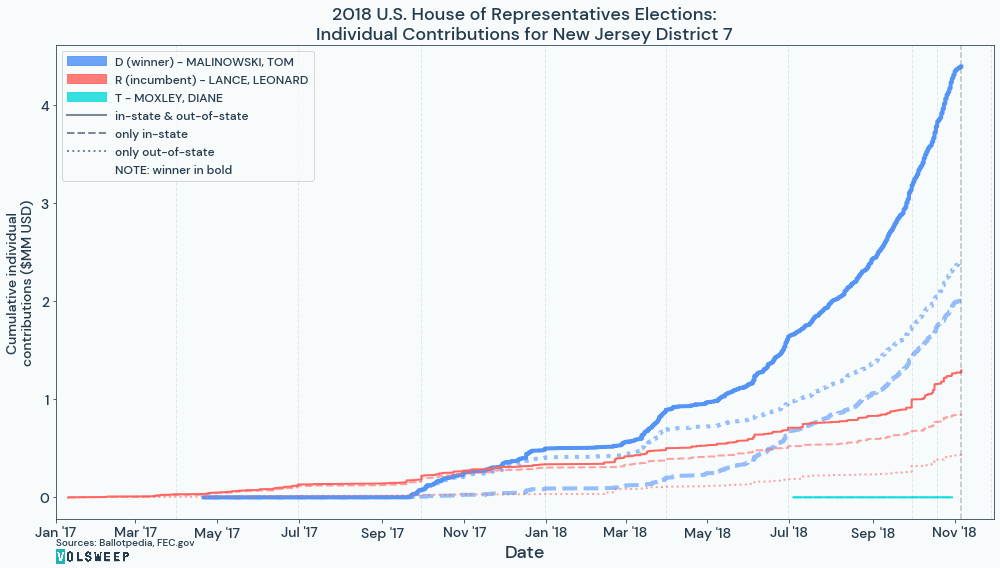 2018 U.S. House of Representatives Elections:
Individual Contributions for New Jersey District 7
D (winner) – MALINOWSKI, TOM
R (incumbent) – LANCE, LEONARD
T – MOXLEY, DIANE
in-state & out-of-state
only in-state
only out-of-state
NOTE: winner in bold
Cumulative individual
contributions ($MM USD)
4
3
2
1
0
Jan '17
Mar '17
May '17
Jul '17
Sep '17
Nov '17
Jan '18
Mar '18
May '18
Jul '18
Sep '18
Nov '18
Date
Sources: Ballotpedia, FEC.gov
VOLSWEEP